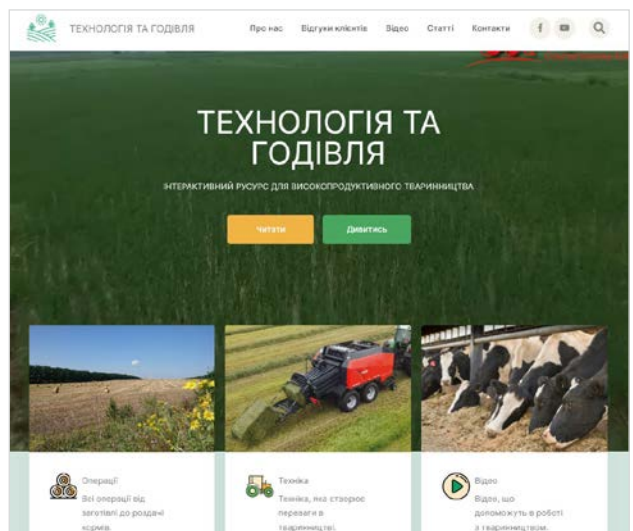 ТЕХНОЛОГІЯ ТА ГОДІВЛЯ
Про нас Відгуки клієнтів Відео Статті Контакти
ТЕХНОЛОГІЯ ТА
ГОДІВЛЯ
ІНТЕРАКТИВНИЙ РУСУРС ДЛЯ ВИСОКОПРОДУКТИВНОГО ТВАРИННИЦТВА
Читати Дивитись
Операції
Всі операції від
заготівлі до роздачі
кормів.
Техніка
Техніка, яка створює
переваги в
тваринництві.
Відео
Відео, що
допоможуть в роботі
з тваринництвом.